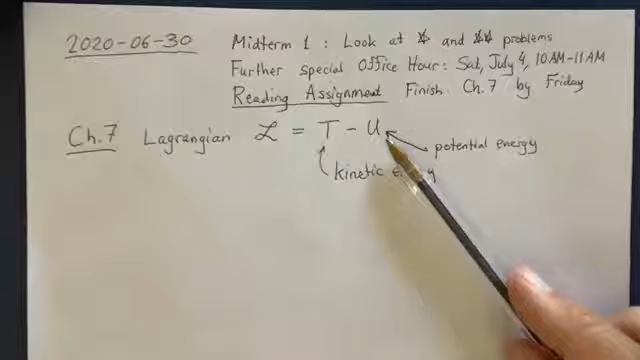 2020-06-30
Midterm 1 : Look at ☆ and ☆☆ problems
Further special Office Hour : Sat, July 4, 10AM-11AM
Reading Assignment Finish Ch. 7 by Friday
Ch.7 Lagrangian ℒ = T - U
potential energy
kinetic